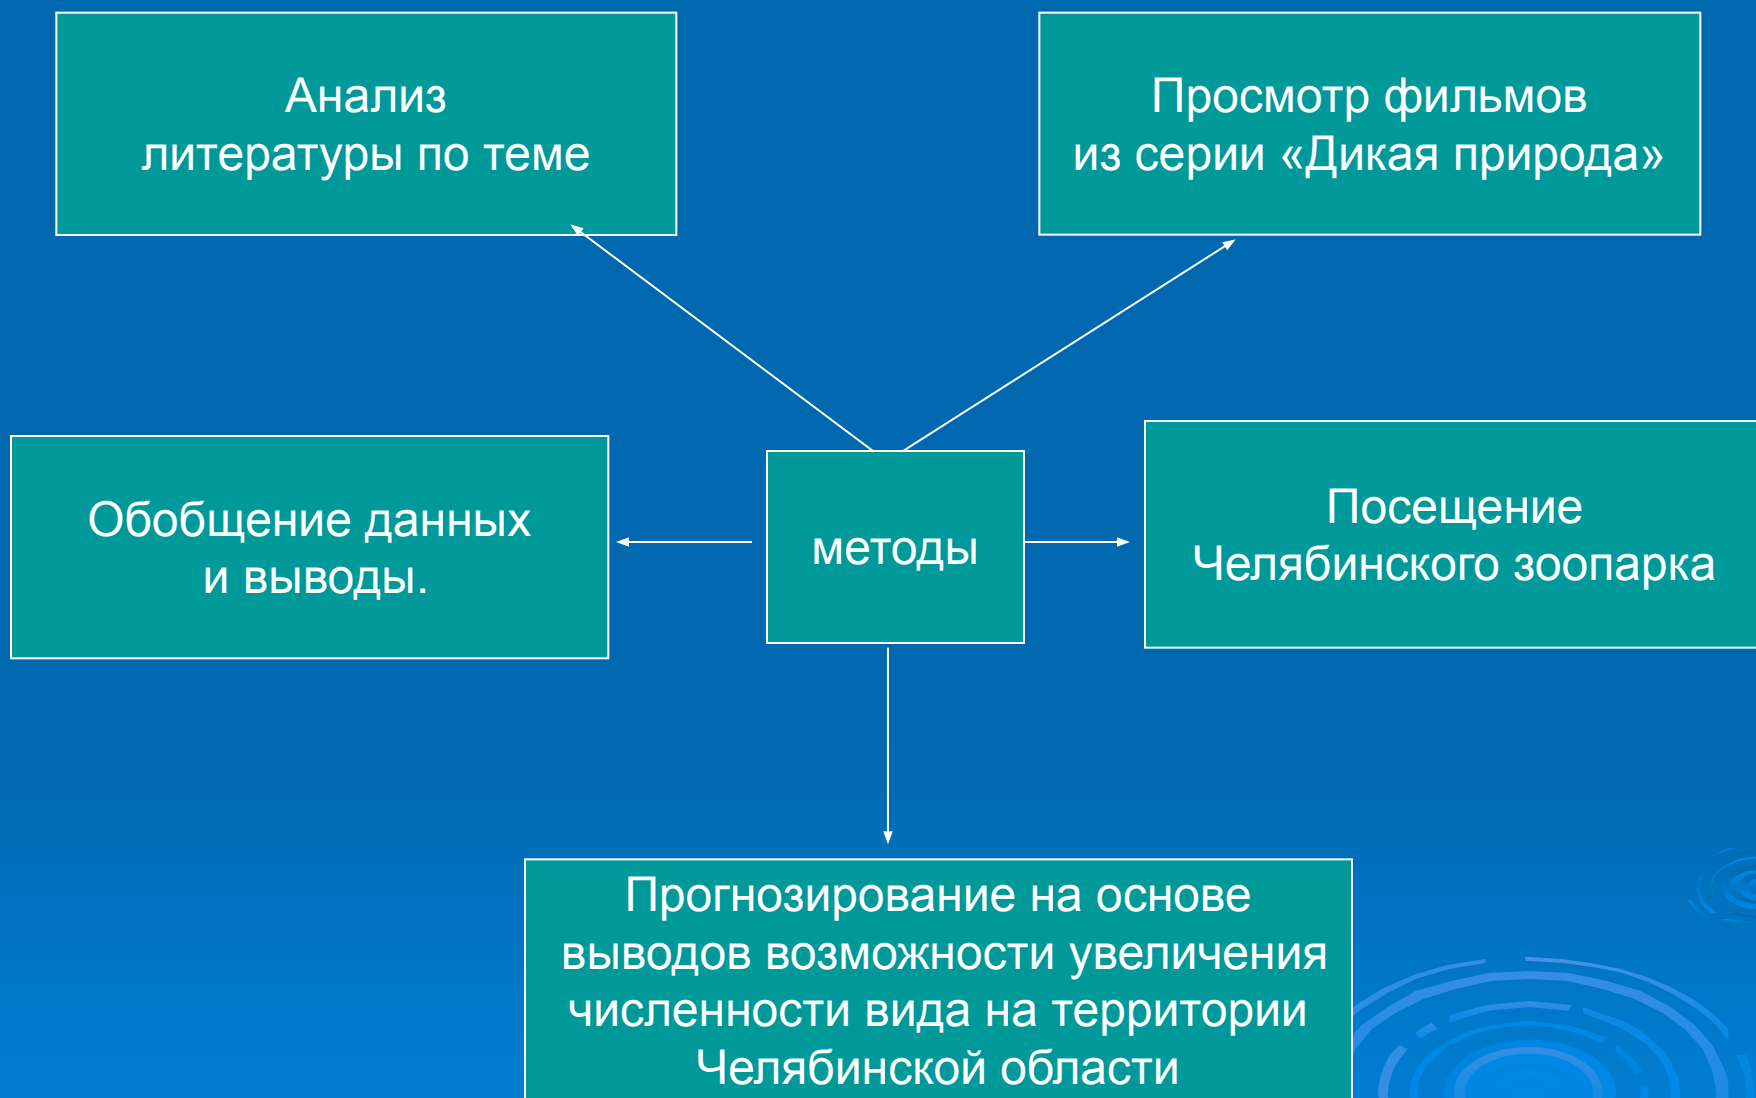 Анализ
литературы по теме
Просмотр фильмов
из серии «Дикая природа»
Обобщение данных
и выводы.
методы
Посещение
Челябинского зоопарка
Прогнозирование на основе
выводов возможности увеличения
численности вида на территории
Челябинской области